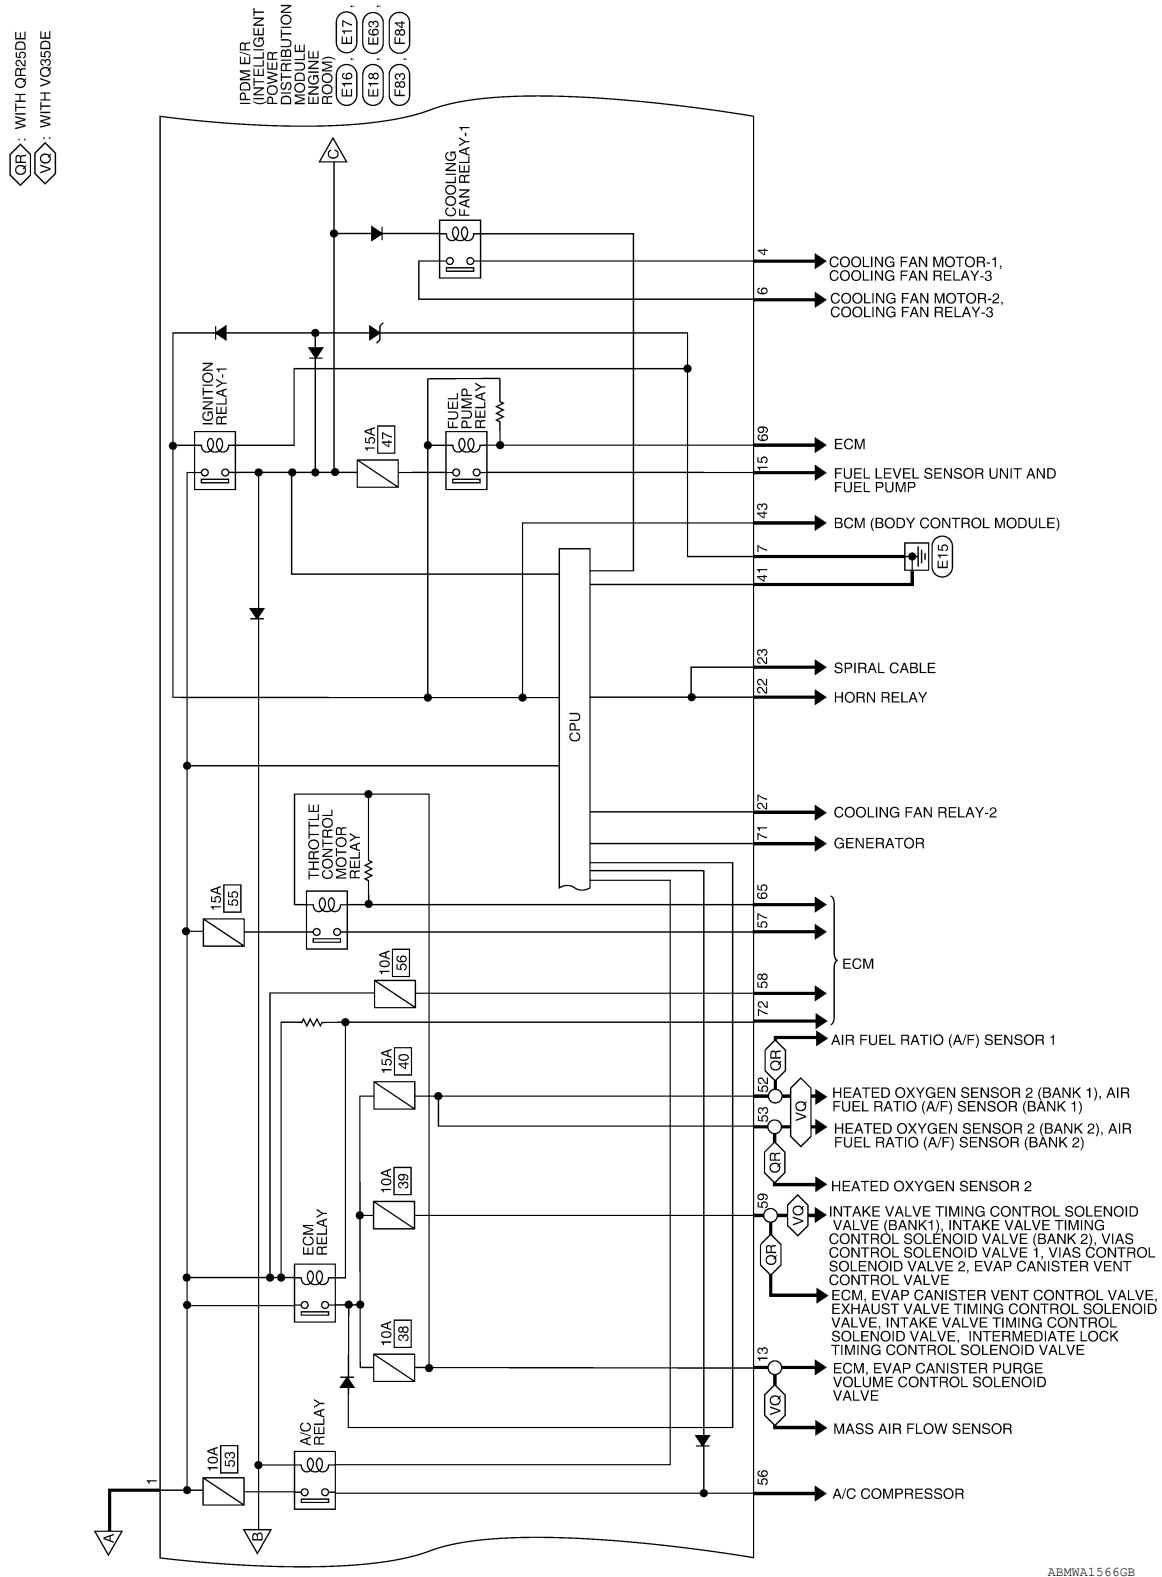 QR : WITH QR25DE
VQ : WITH VQ35DE
IPDM E/R
(INTELLIGENT
POWER
DISTRIBUTION
MODULE
ENGINE
ROOM)
E16 , E17 ,
E18 , E63 ,
F83 , F84
C
COOLING
FAN RELAY-1
4
COOLING FAN MOTOR-1,
COOLING FAN RELAY-3
6
COOLING FAN MOTOR-2,
COOLING FAN RELAY-3
IGNITION
RELAY-1
15A
47
FUEL
PUMP
RELAY
69
ECM
15
FUEL LEVEL SENSOR UNIT AND
FUEL PUMP
43
BCM (BODY CONTROL MODULE)
7
41
E15
23
SPIRAL CABLE
22
HORN RELAY
CPU
27
COOLING FAN RELAY-2
71
GENERATOR
THROTTLE
CONTROL
MOTOR
RELAY
15A
55
65
57
10A
56
58
72
ECM
QR
AIR FUEL RATIO (A/F) SENSOR 1
15A
40
52
VQ
HEATED OXYGEN SENSOR 2 (BANK 1), AIR
FUEL RATIO (A/F) SENSOR (BANK 1)
53
HEATED OXYGEN SENSOR 2 (BANK 2), AIR
FUEL RATIO (A/F) SENSOR (BANK 2)
QR
HEATED OXYGEN SENSOR 2
10A
39
59
VQ
INTAKE VALVE TIMING CONTROL SOLENOID
VALVE (BANK1), INTAKE VALVE TIMING
CONTROL SOLENOID VALVE (BANK 2), VIAS
CONTROL SOLENOID VALVE 1, VIAS CONTROL
SOLENOID VALVE 2, EVAP CANISTER VENT
CONTROL VALVE
QR
ECM, EVAP CANISTER VENT CONTROL VALVE,
EXHAUST VALVE TIMING CONTROL SOLENOID
VALVE, INTAKE VALVE TIMING CONTROL
SOLENOID VALVE, INTERMEDIATE LOCK
TIMING CONTROL SOLENOID VALVE
ECM
RELAY
10A
38
13
ECM, EVAP CANISTER PURGE
VOLUME CONTROL SOLENOID
VALVE
VQ
MASS AIR FLOW SENSOR
A/C
RELAY
10A
53
1
A
B
56
A/C COMPRESSOR
ABMWA1566GB